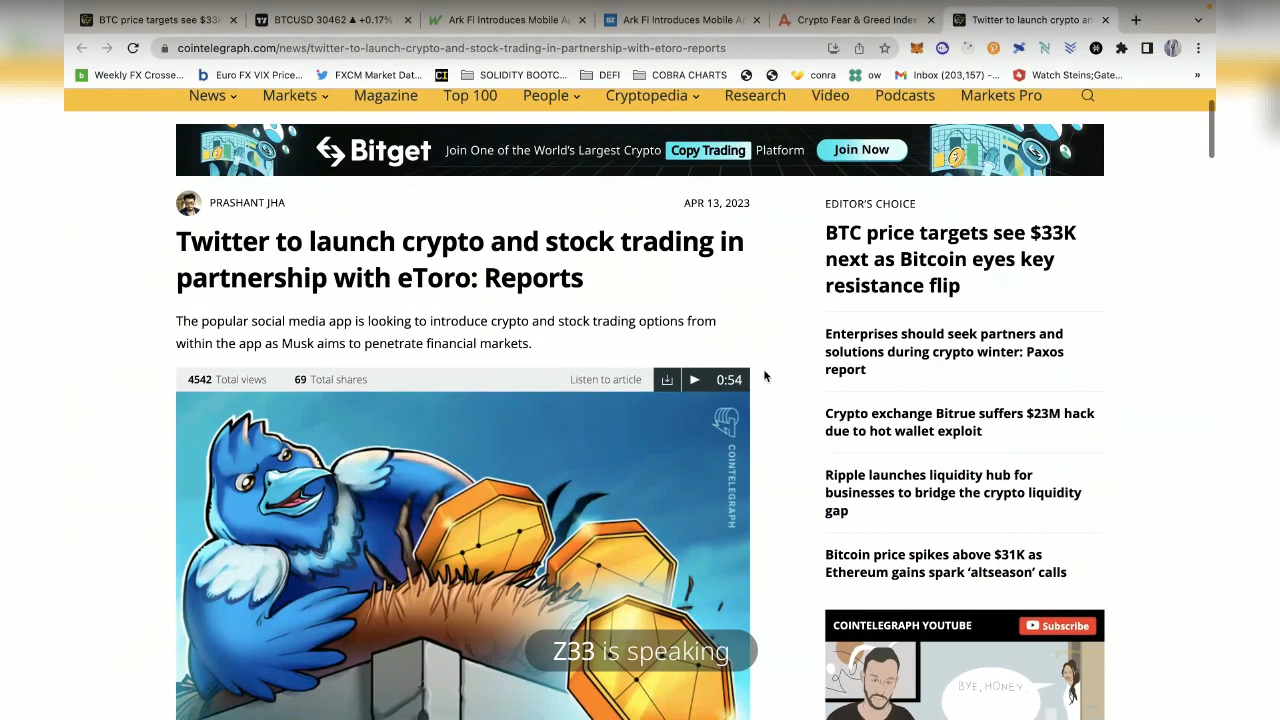 BTC price targets see $33
BTCUSD 30462 ▲ +0.17%
Ark Fi Introduces Mobile A
Ark Fi Introduces Mobile A
Crypto Fear & Greed Index
Twitter to launch crypto an
cointelegraph.com/news/twitter-to-launch-crypto-and-stock-trading-in-partnership-with-etoro-reports
Weekly FX Crosse...
Euro FX VIX Price...
FXCM Market Dat...
SOLIDITY BOOTC...
DEFI
COBRA CHARTS
conra
ow
Inbox (203,157) –...
Watch Steins;Gate...
»
News
Markets
Magazine
Top 100
People
Cryptopedia
Research
Video
Podcasts
Markets Pro
Bitget Join One of the World's Largest Crypto Copy Trading Platform Join Now
PRASHANT JHA
APR 13, 2023
Twitter to launch crypto and stock trading in
partnership with eToro: Reports
The popular social media app is looking to introduce crypto and stock trading options from
within the app as Musk aims to penetrate financial markets.
4542 Total views
69 Total shares
Listen to article
0:54
COINTELEGRAPH
Z33 is speaking
EDITOR'S CHOICE
BTC price targets see $33K
next as Bitcoin eyes key
resistance flip
Enterprises should seek partners and
solutions during crypto winter: Paxos
report
Crypto exchange Bitrue suffers $23M hack
due to hot wallet exploit
Ripple launches liquidity hub for
businesses to bridge the crypto liquidity
gap
Bitcoin price spikes above $31K as
Ethereum gains spark ‘altseason’ calls
COINTELEGRAPH YOUTUBE
Subscribe
BYE, HONEY.